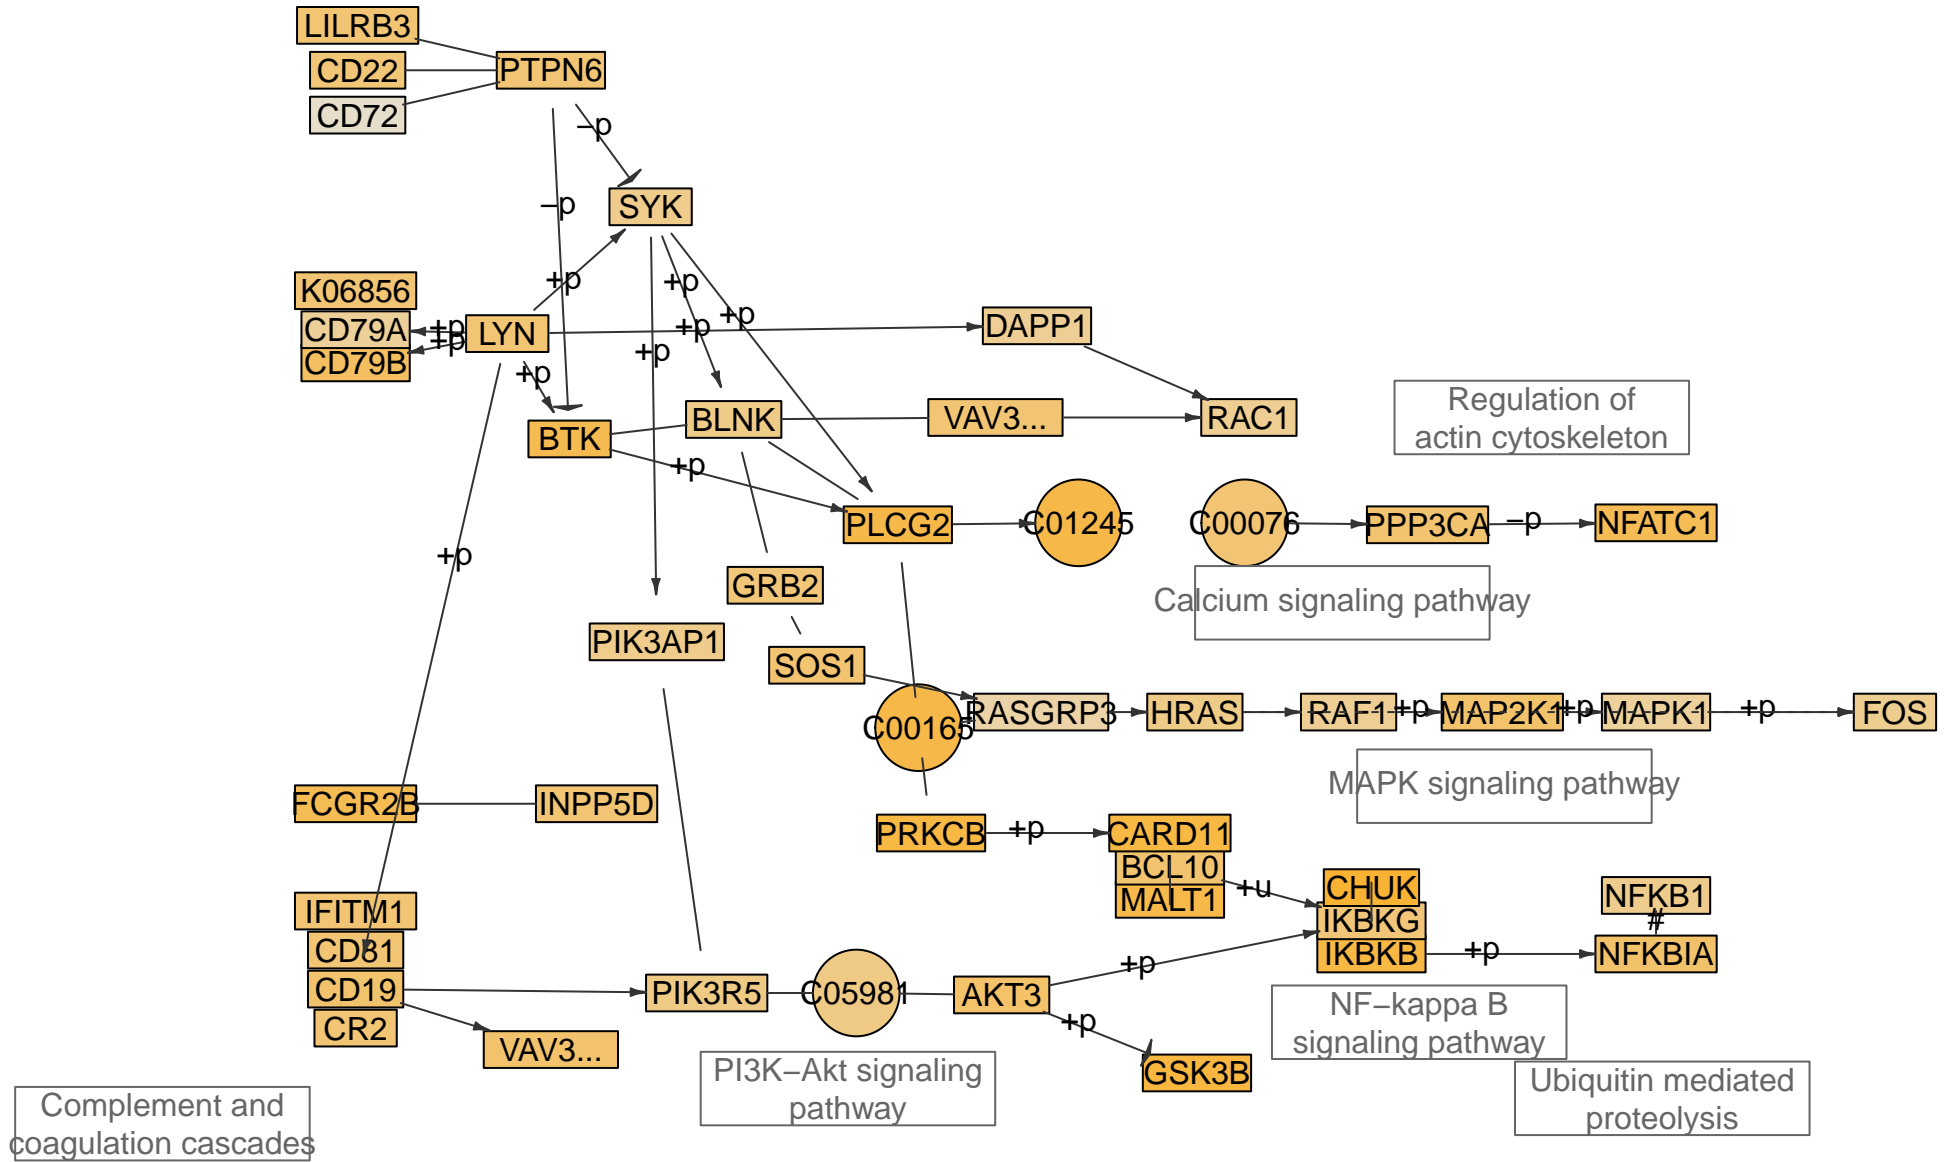 LILRB3
CD22
PTPN6
CD72
−p
SYK
−p
+p
+p
K06856
CD79A
+p
LYN
+p
+p
DAPP1
CD79B
+p
+p
+p
BTK
BLNK
VAV3...
RAC1
Regulation of
actin cytoskeleton
+p
PLCG2
C01245
C00076
PPP3CA
−p
NFATC1
+p
GRB2
Calcium signaling pathway
PIK3AP1
SOS1
C00165
RASGRP3
HRAS
RAF1
+p
MAP2K1
+p
MAPK1
+p
FOS
MAPK signaling pathway
FCGR2B
INPP5D
PRKCB
+p
CARD11
BCL10
MALT1
+u
CHUK
IKBKG
IKBKB
NFKB1
#
+p
NFKBIA
IFITM1
CD81
CD19
CR2
VAV3...
PIK3R5
C05981
AKT3
+p
+p
GSK3B
NF−kappa B
signaling pathway
PI3K−Akt signaling
pathway
Ubiquitin mediated
proteolysis
Complement and
coagulation cascades